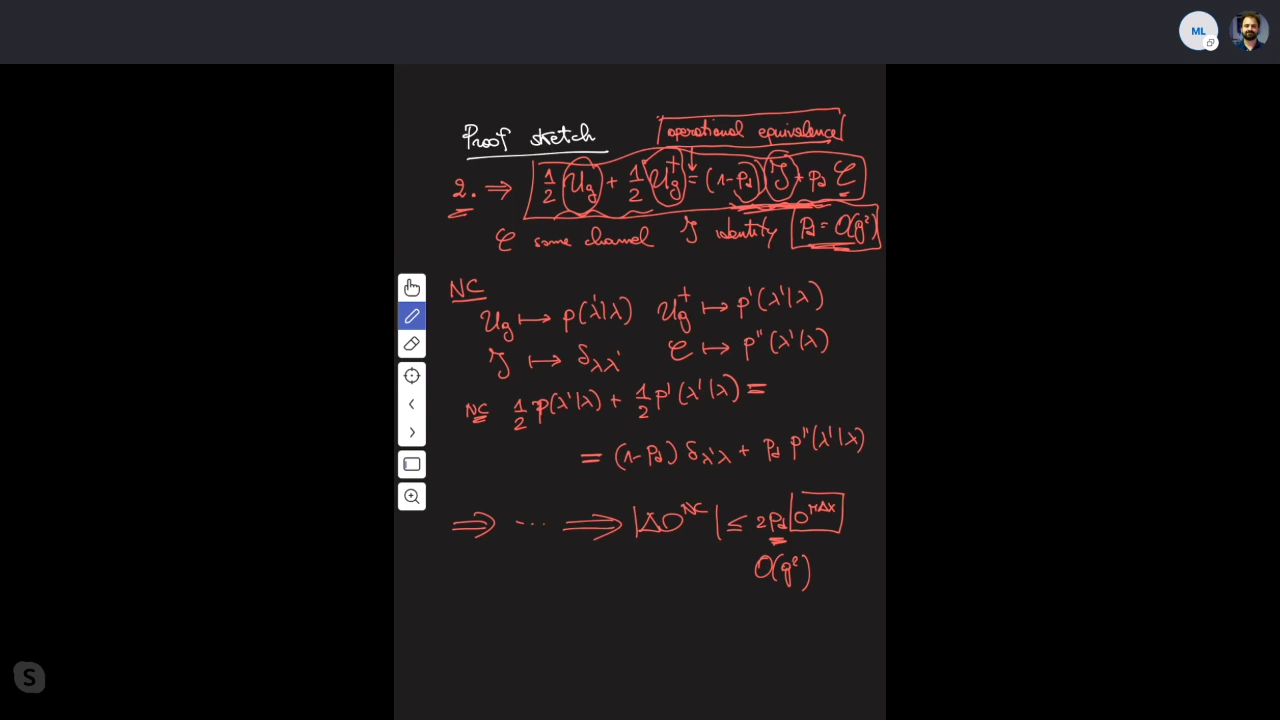 ML
Proof sketch
operational equivalence
2. ⇒ 1/2 𝒰_g + 1/2 𝒰_g^† = (1-p_d) ℐ + p_d 𝒞
𝒞 some channel ℐ identity p_d = O(g²)
NC
𝒰_g ↦ p(λ'|λ) 𝒰_g^† ↦ p'(λ'|λ)
ℐ ↦ δ_λλ' 𝒞 ↦ p''(λ'|λ)
NC 1/2 p(λ'|λ) + 1/2 p'(λ'|λ) =
= (1-p_d) δ_λ'λ + p_d p''(λ'|λ)
⇒ ... ⇒ |ΔO^NC| ≤ 2p_d O^MAX
O(g²)
S